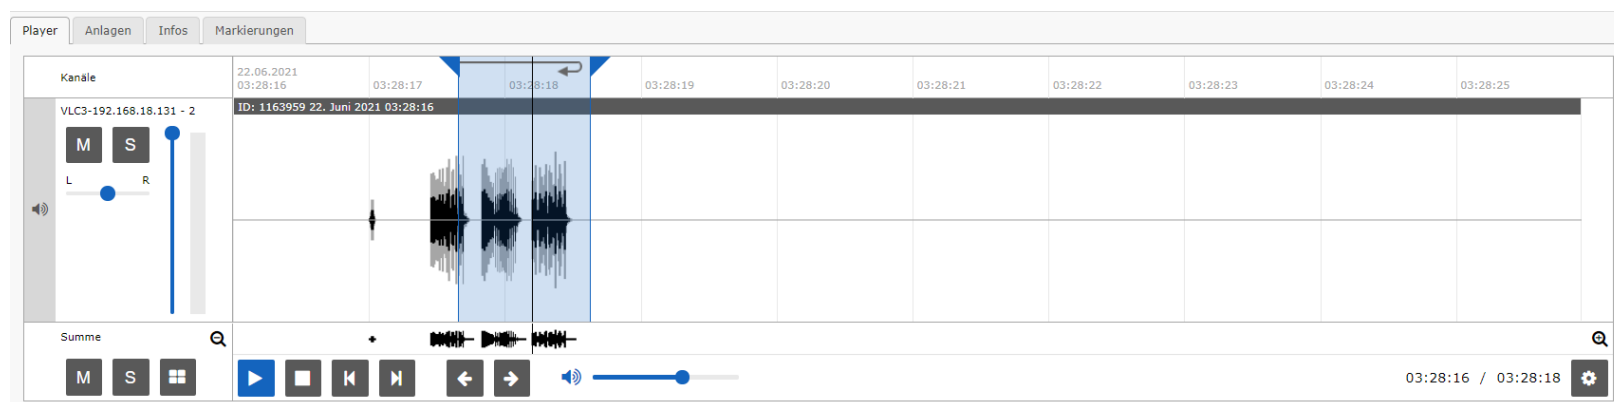 Player Anlagen Infos Markierungen
Kanäle
22.06.2021
03:28:16 03:28:17 03:28:18 03:28:19 03:28:20 03:28:21 03:28:22 03:28:23 03:28:24 03:28:25
VLC3-192.168.18.131 - 2
ID: 1163959 22. Juni 2021 03:28:16
M S
L R
Summe
M S
03:28:16 / 03:28:18